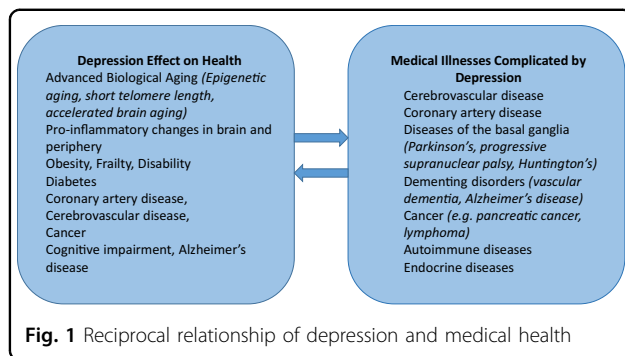 Depression Effect on Health
Advanced Biological Aging (Epigenetic
aging, short telomere length,
accelerated brain aging)
Pro-inflammatory changes in brain and
periphery
Obesity, Frailty, Disability
Diabetes
Coronary artery disease,
Cerebrovascular disease,
Cancer
Cognitive impairment, Alzheimer's
disease
Medical Illnesses Complicated by
Depression
Cerebrovascular disease
Coronary artery disease
Diseases of the basal ganglia
(Parkinson's, progressive
supranuclear palsy, Huntington's)
Dementing disorders (vascular
dementia, Alzheimer's disease)
Cancer (e.g. pancreatic cancer,
lymphoma)
Autoimmune diseases
Endocrine diseases
Fig. 1 Reciprocal relationship of depression and medical health